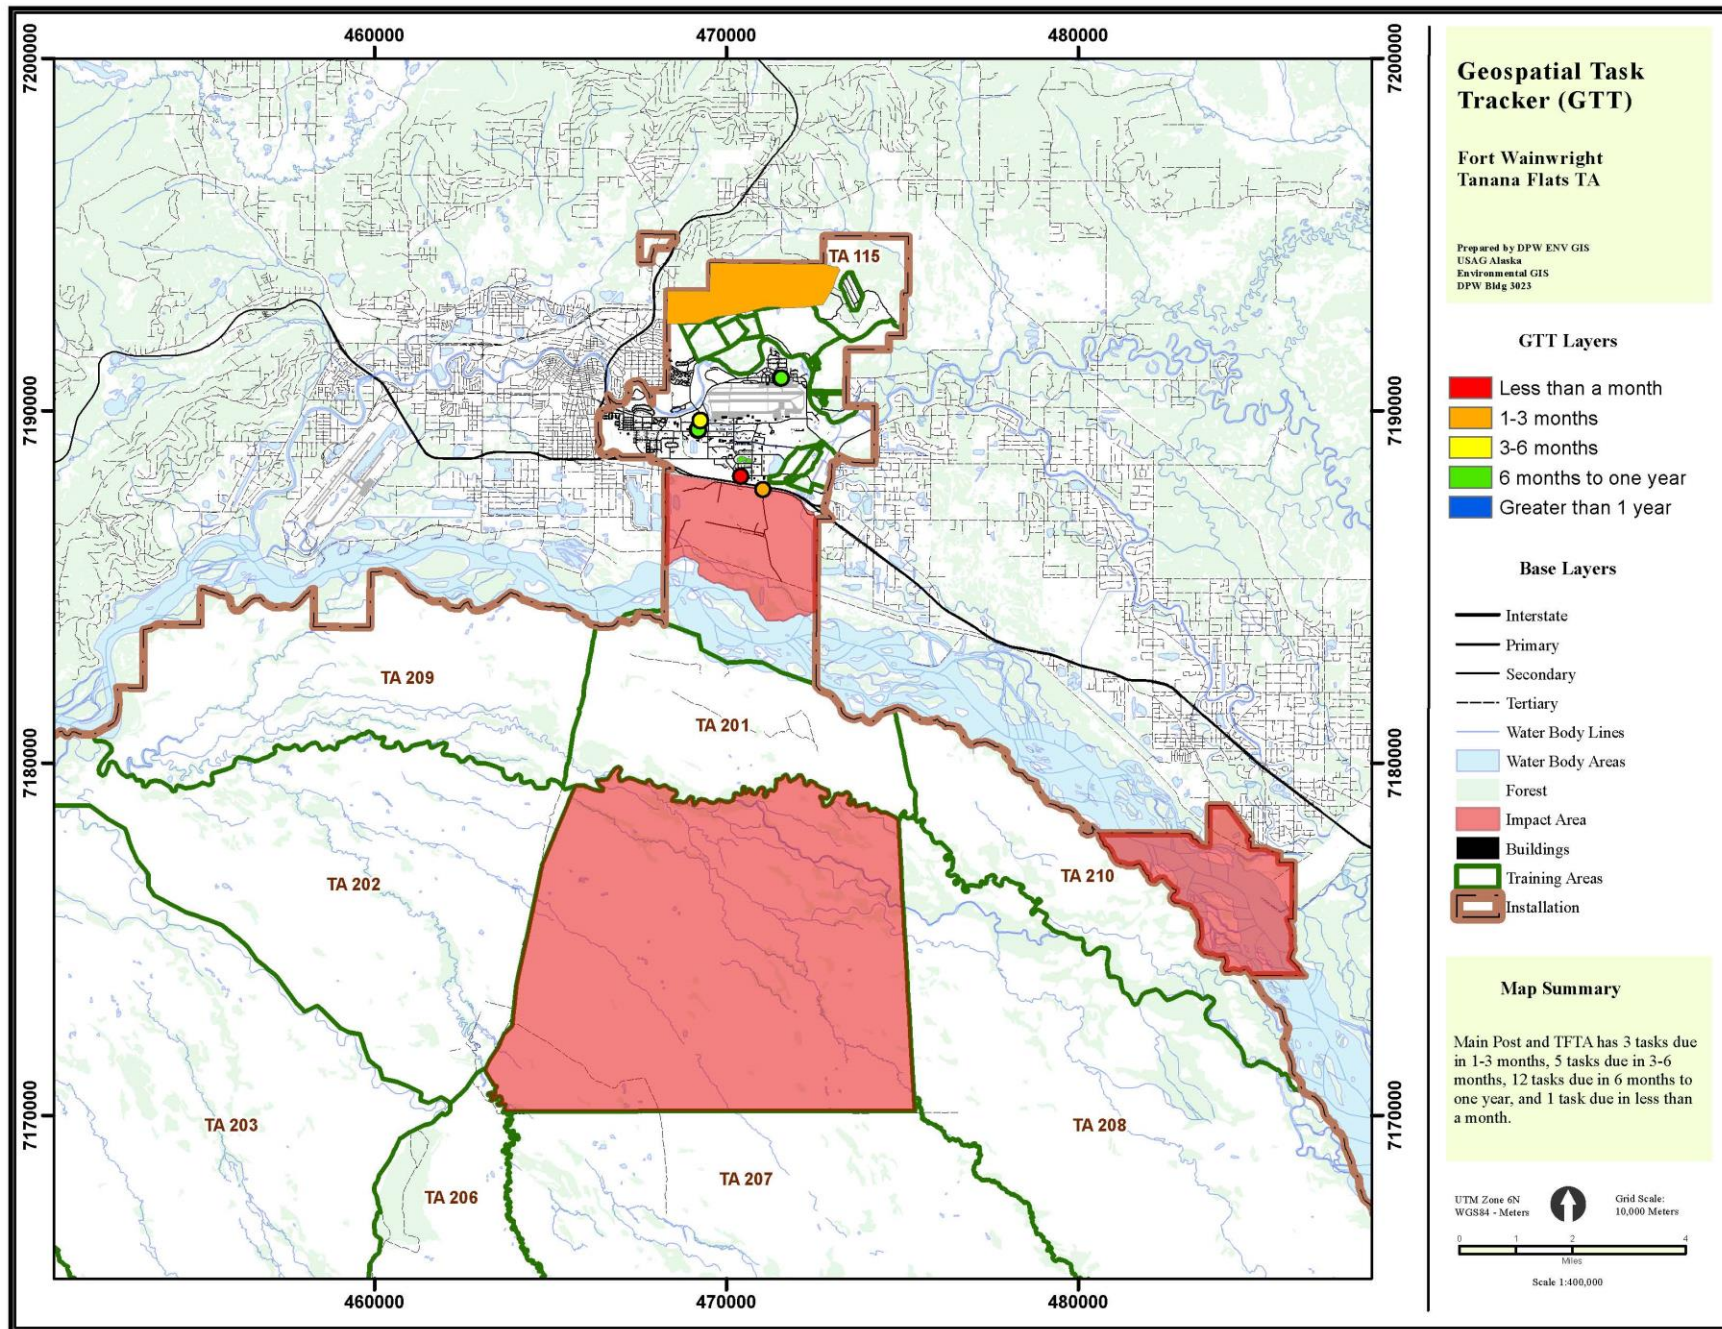 460000
470000
480000
7200000
7200000
Geospatial Task
Tracker (GTT)
Fort Wainwright
Tanana Flats TA
Prepared by DPW ENV GIS
USAG Alaska
Environmental GIS
DPW Bldg 3023
TA 115
GTT Layers
Less than a month
1-3 months
3-6 months
6 months to one year
Greater than 1 year
7190000
7190000
Base Layers
Interstate
Primary
Secondary
Tertiary
Water Body Lines
Water Body Areas
Forest
Impact Area
Buildings
Training Areas
Installation
TA 209
TA 201
7180000
7180000
TA 202
TA 210
Map Summary
Main Post and TFTA has 3 tasks due
in 1-3 months, 5 tasks due in 3-6
months, 12 tasks due in 6 months to
one year, and 1 task due in less than
a month.
7170000
7170000
TA 203
TA 208
TA 206
TA 207
UTM Zone 6N
WGS84 - Meters
Grid Scale:
10,000 Meters
0 1 2 4
Miles
Scale 1:400,000
460000
470000
480000